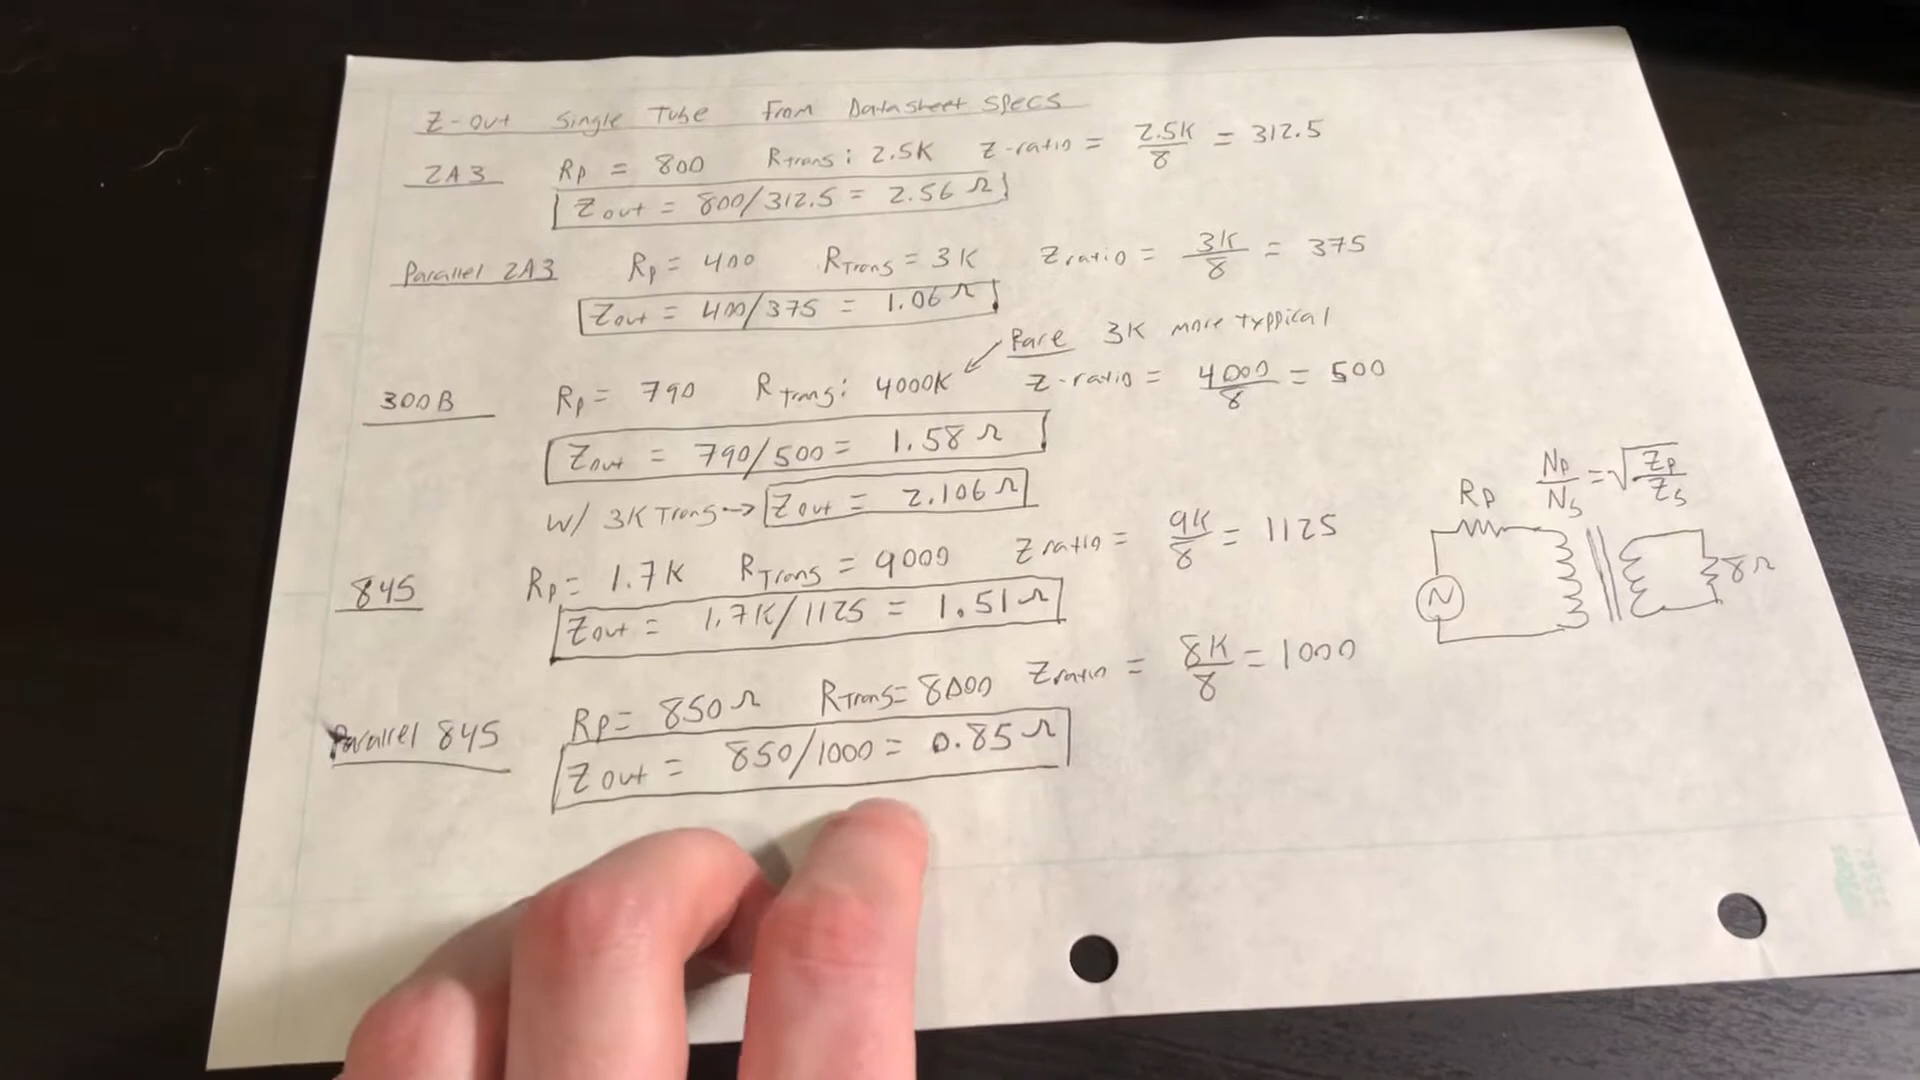 Z-Out Single Tube From Datasheet Specs
2A3 Rp = 800 Rtrans: 2.5K Z-ratio = 2.5K/8 = 312.5
Zout = 800/312.5 = 2.56 Ω
Parallel 2A3 Rp = 400 RTrans = 3K Zratio = 3K/8 = 375
Zout = 400/375 = 1.06 Ω
Rare 3K more typpical
300B Rp = 790 Rtrans: 4000K Z-ratio = 4000/8 = 500
Zout = 790/500 = 1.58 Ω
W/ 3K Trans → Zout = 2.106 Ω
845 Rp = 1.7K RTrans = 9000 Zratio = 9K/8 = 1125
Zout = 1.7K/1125 = 1.51 Ω
Parallel 845 Rp = 850 Ω RTrans = 8000 Zratio = 8K/8 = 1000
Zout = 850/1000 = 0.85 Ω
Np/Ns = √Zp/Zs
Rp
8Ω